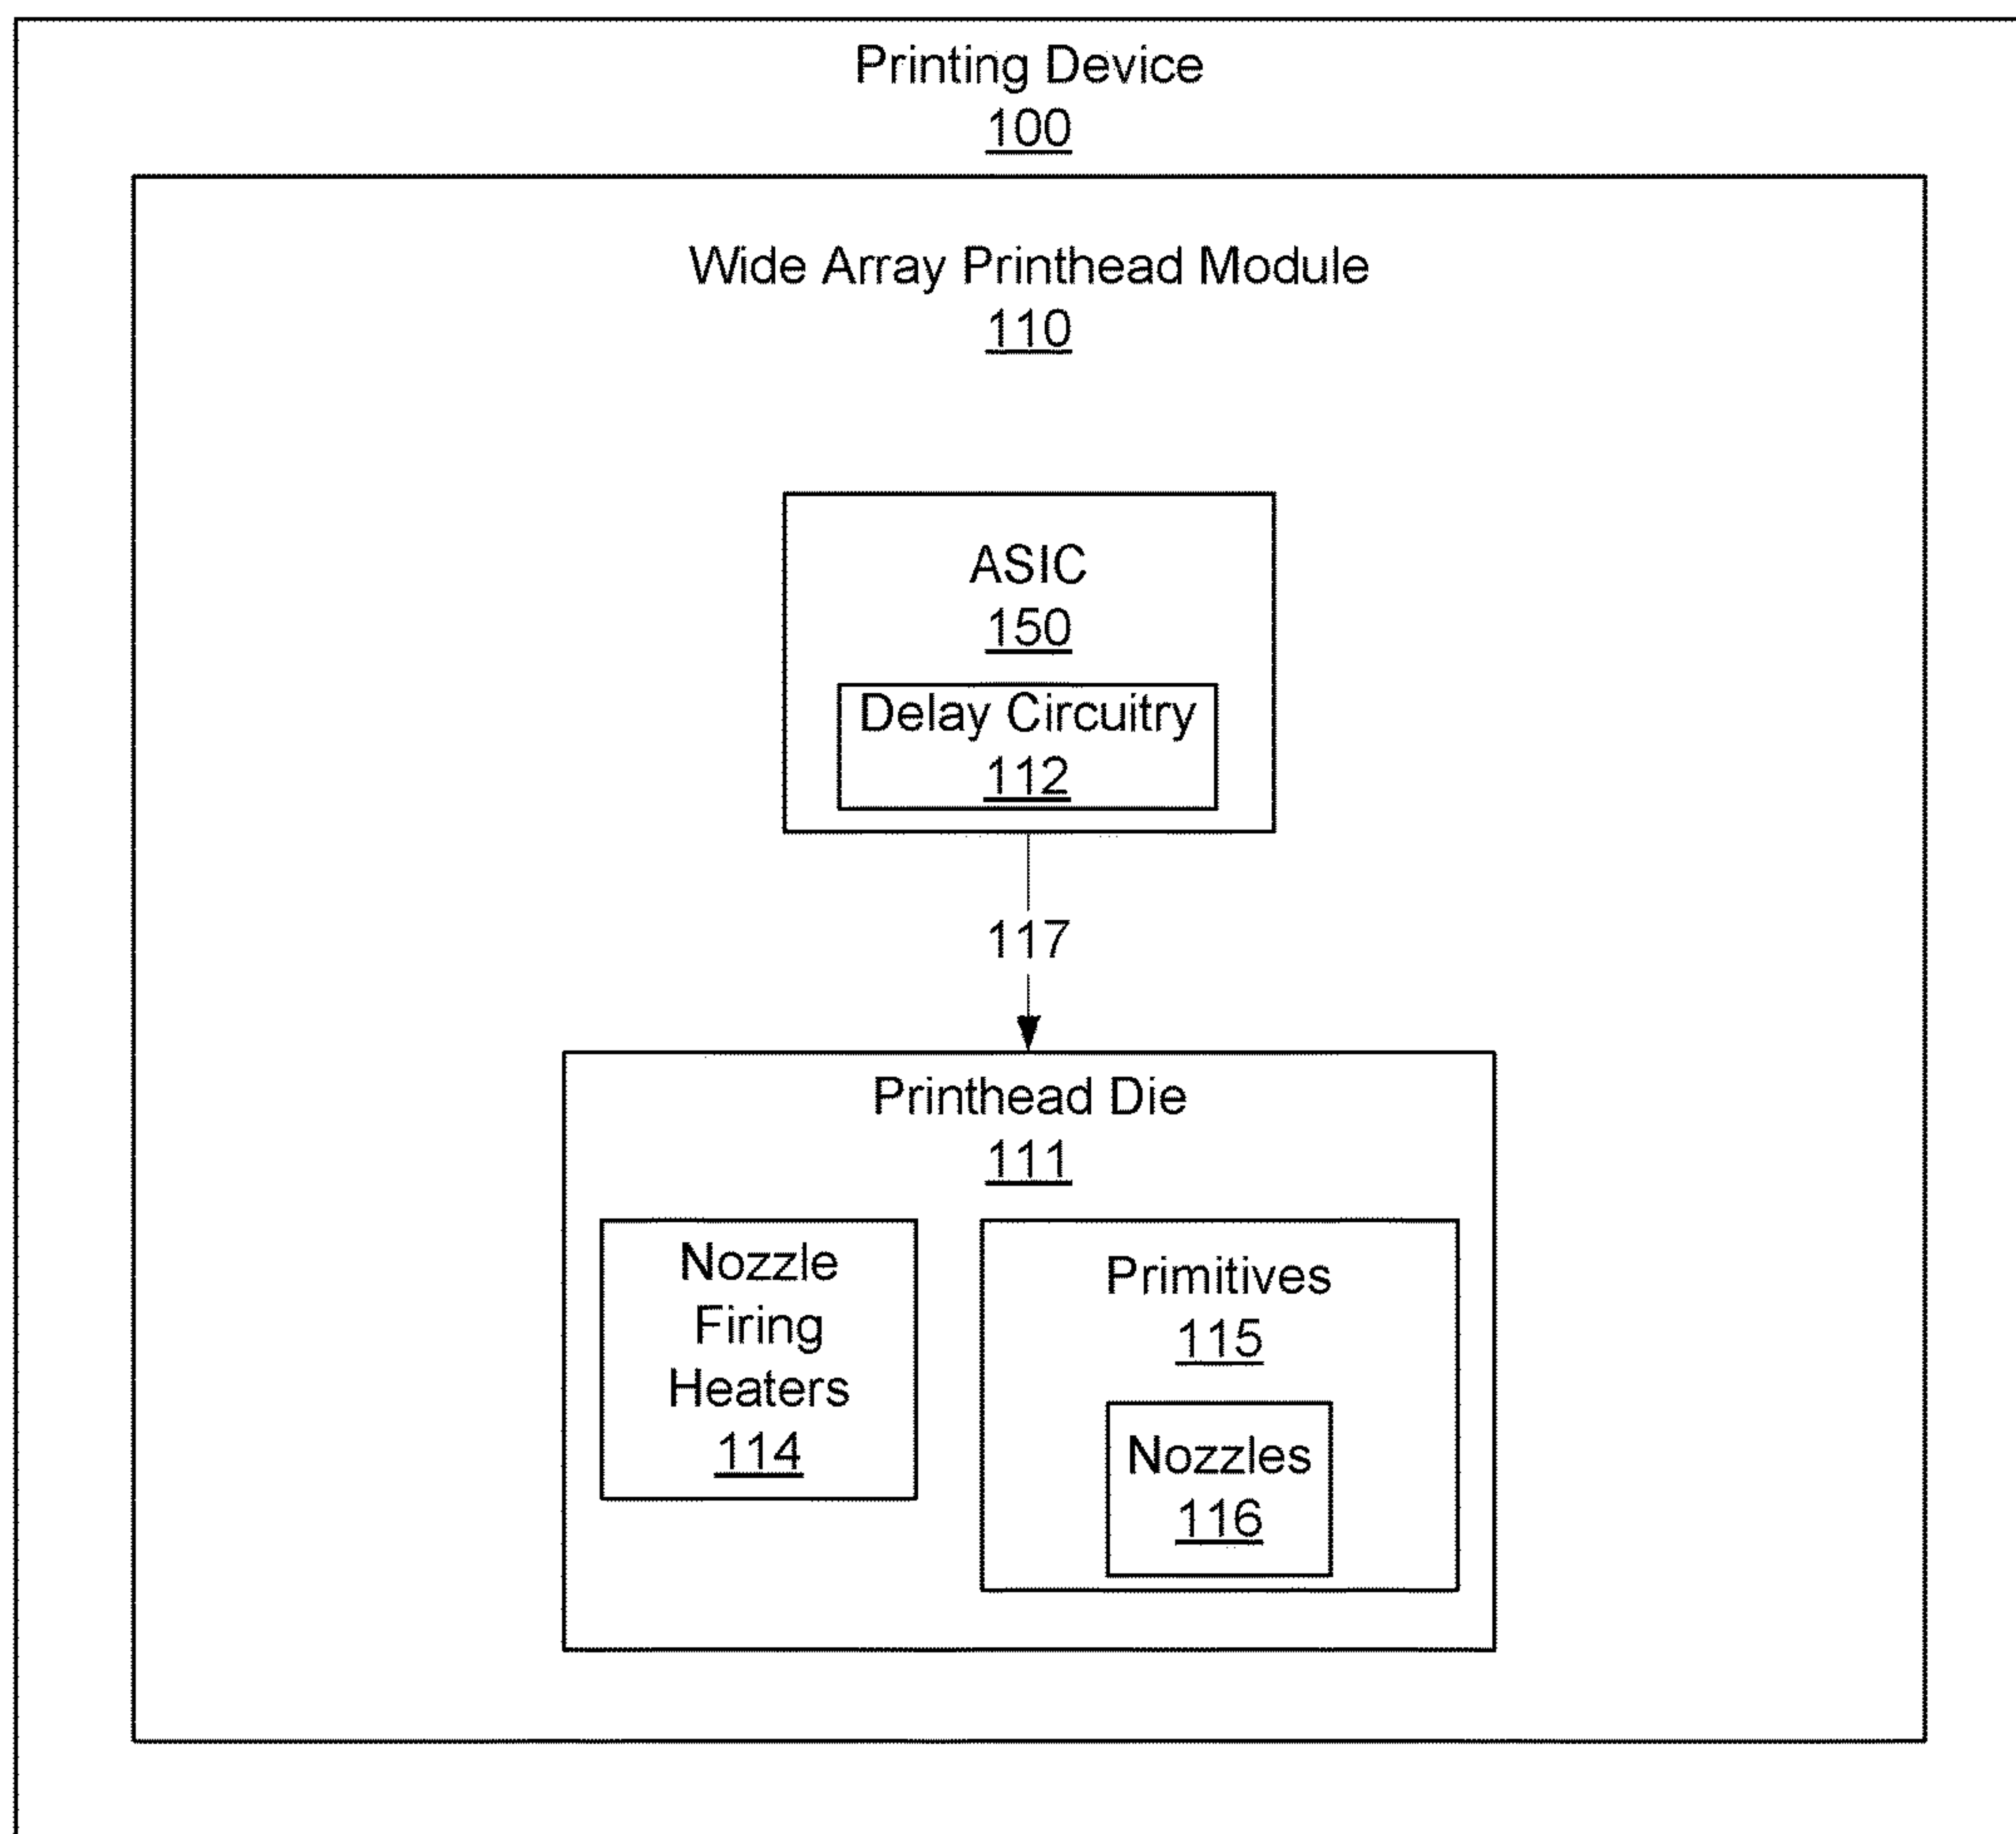 Printing Device
100
Wide Array Printhead Module
110
ASIC
150
Delay Circuitry
112
117
Printhead Die
111
Nozzle
Firing
Heaters
114
Primitives
115
Nozzles
116